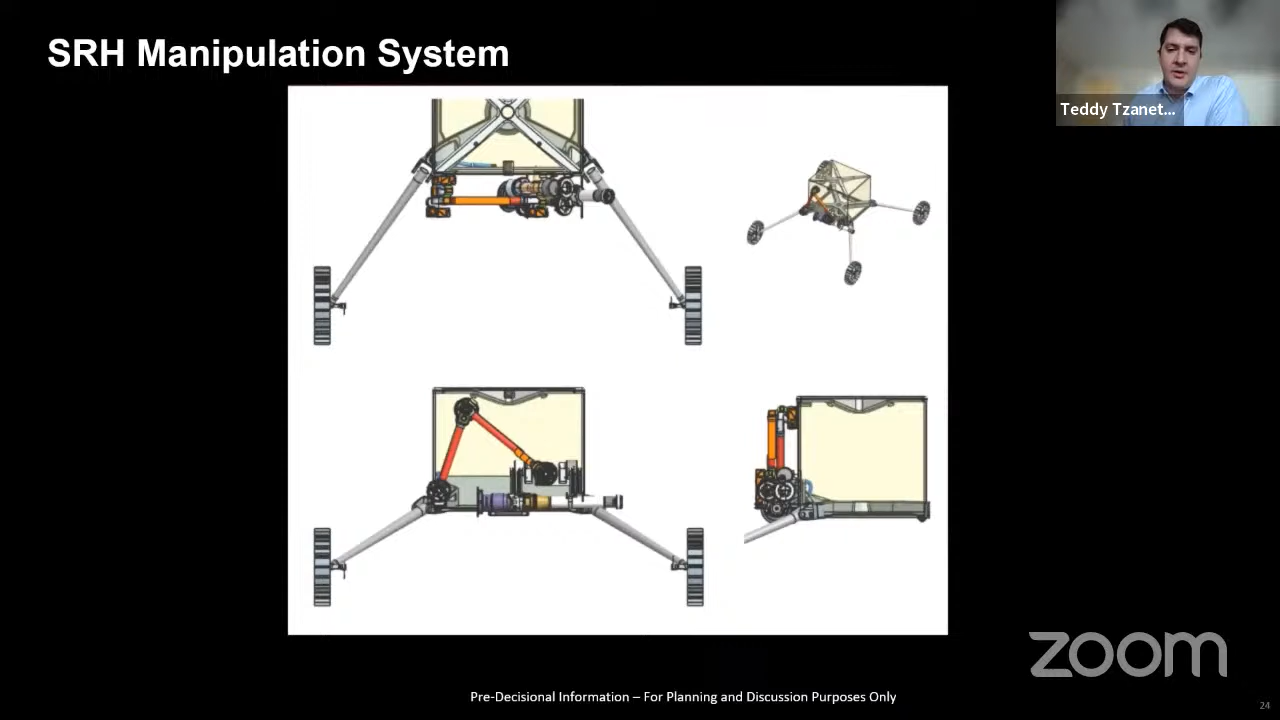 SRH Manipulation System
Teddy Tzanet...
zoom
Pre-Decisional Information – For Planning and Discussion Purposes Only
24